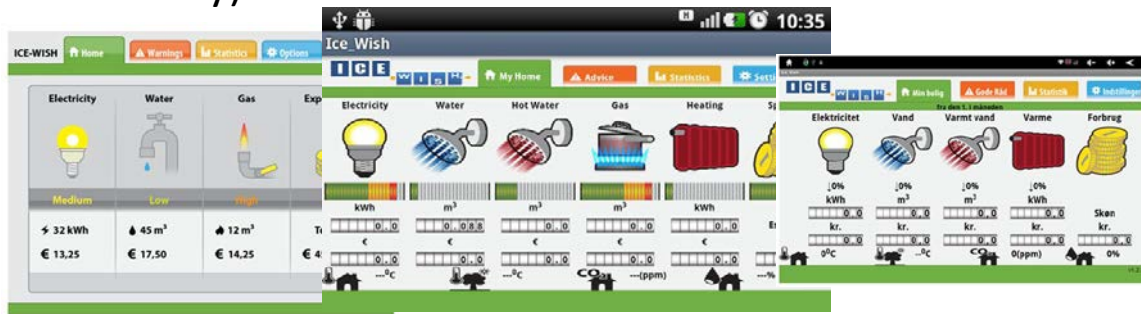 ICE-WISH Home Warnings Statistics Options
Electricity Water Gas
Medium Low High
32 kWh 45 m³ 12 m³
€ 13,25 € 17,50 € 14,25
10:35
Ice_Wish
ICE-WISH- My Home Advice Statistics
Electricity Water Hot Water Gas Heating
kWh m³ m³ m³ kWh
0.0 0.088 0.0 0.0 0.0
€ € €
0.0 0.0 0.0 0.0
---°C ---°C CO₂ ---(ppm) ---%
ICE-WISH- Min bolig Gode Råd Statistik Indstillinger
fra den 1. i måneden
Elektricitet Vand Varmt vand Varme Forbrug
↓0% ↓0% ↓0% ↓0%
kWh m³ m³ kWh Skøn
0.0 0.0 0.0 0.0
kr. kr. kr. kr. kr.
0.0 0.0 0.0 0.0 0.0
0°C --°C CO₂ 0(ppm) 0%